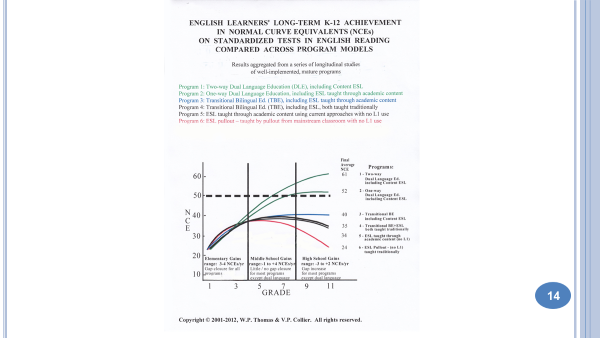 ENGLISH LEARNERS' LONG-TERM K-12 ACHIEVEMENT
IN NORMAL CURVE EQUIVALENTS (NCEs)
ON STANDARDIZED TESTS IN ENGLISH READING
COMPARED ACROSS PROGRAM MODELS
Results aggregated from a series of longitudinal studies
of well-implemented, mature programs
Program 1: Two-way Dual Language Education (DLE), including Content ESL
Program 2: One-way Dual Language Education, including ESL taught through academic content
Program 3: Transitional Bilingual Ed. (TBE), including ESL taught through academic content
Program 4: Transitional Bilingual Ed. (TBE), including ESL, both taught traditionally
Program 5: ESL taught through academic content using current approaches with no L1 use
Program 6: ESL pullout – taught by pullout from mainstream classroom with no L1 use
Final
Average
NCE
Programs:
61
1 - Two-way
Dual Language Ed.
including Content ESL
52
2 - One-way
Dual Language Ed.
including Content ESL
40
3 - Transitional BE
including Content ESL
35
4 - Transitional BE+ESL
both taught traditionally
34
5 - ESL taught through
academic content (no L1)
24
6 - ESL Pullout - (no L1)
taught traditionally
60
50
40
30
20
10
N
C
E
Elementary Gains
range: 3-4 NCEs/yr
Gap closure for all
programs
Middle School Gains
range: -1 to +4 NCEs/yr
Little / no gap closure
for most programs
except dual language
High School Gains
range: -3 to +2 NCEs/yr
Gap increase
for most programs
except dual language
1 3 5 7 9 11
GRADE
14
Copyright © 2001-2012, W.P. Thomas & V.P. Collier. All rights reserved.